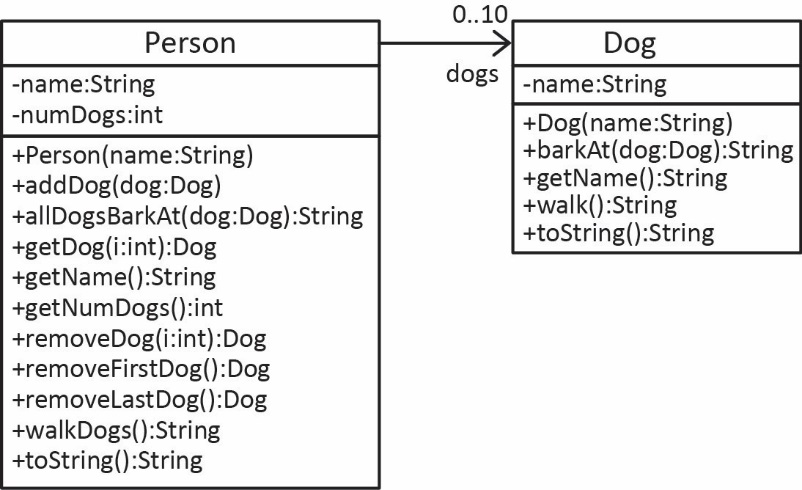 Person
-name:String
-numDogs:int
+Person(name:String)
+addDog(dog:Dog)
+allDogsBarkAt(dog:Dog):String
+getDog(i:int):Dog
+getName():String
+getNumDogs():int
+removeDog(i:int):Dog
+removeFirstDog():Dog
+removeLastDog():Dog
+walkDogs():String
+toString():String
0..10
dogs
Dog
-name:String
+Dog(name:String)
+barkAt(dog:Dog):String
+getName():String
+walk():String
+toString():String